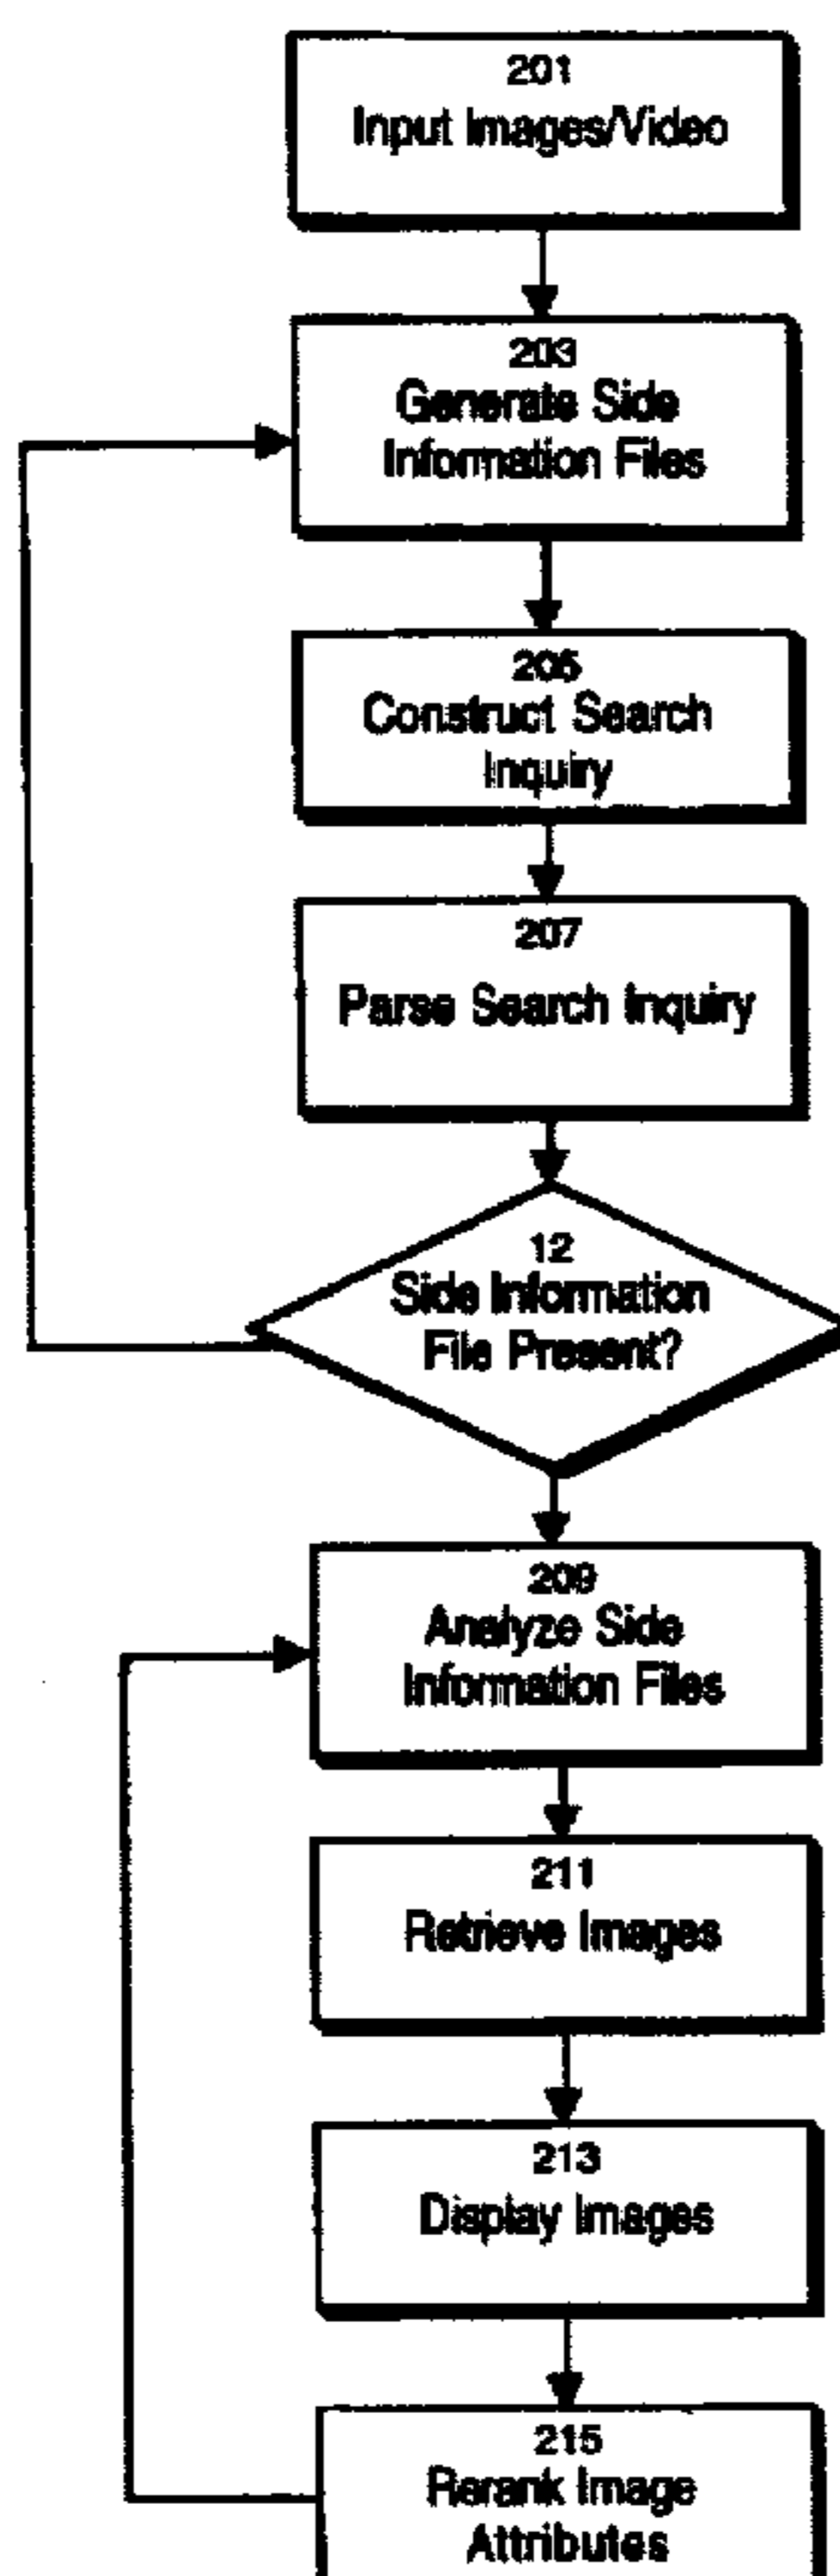 201
Input Images/Video
203
Generate Side
Information Files
205
Construct Search
Inquiry
207
Parse Search Inquiry
12
Side Information
File Present?
209
Analyze Side
Information Files
211
Retrieve Images
213
Display Images
215
Rerank Image
Attributes